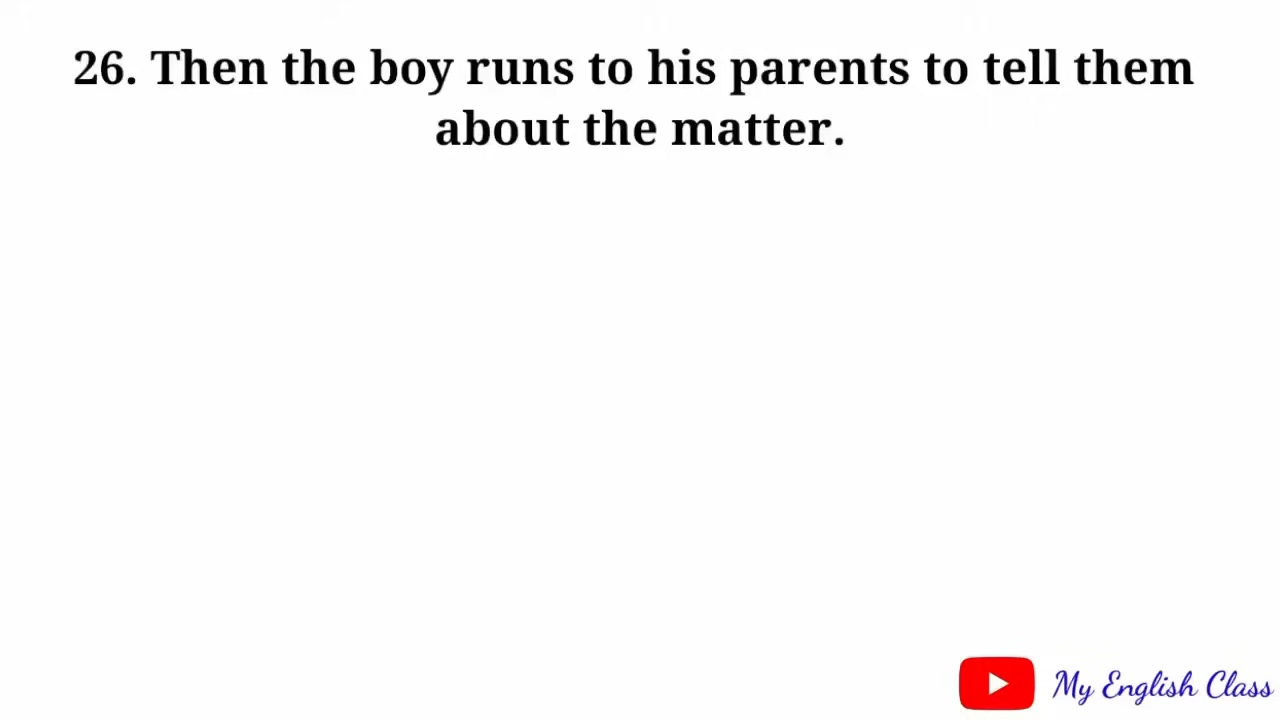 26. Then the boy runs to his parents to tell them
about the matter.
My English Class